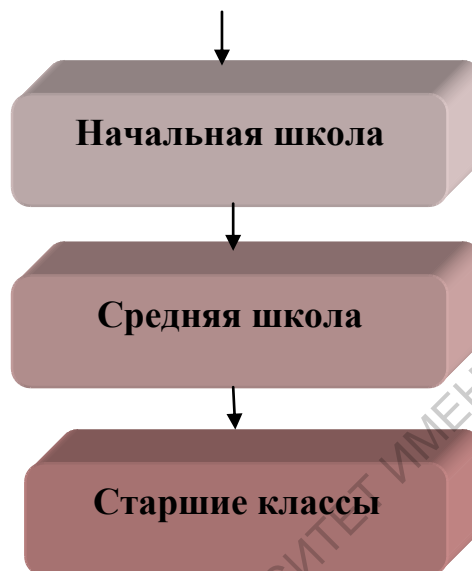 Начальная школа
Средняя школа
Старшие классы